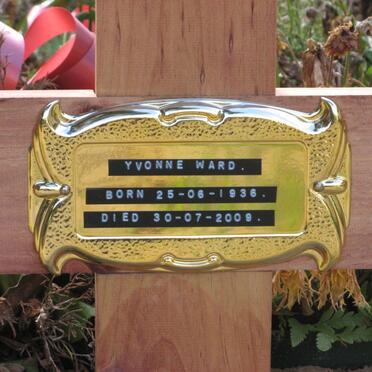 YVONNE WARD.
BORN 25-06-1936.
DIED 30-07-2009.